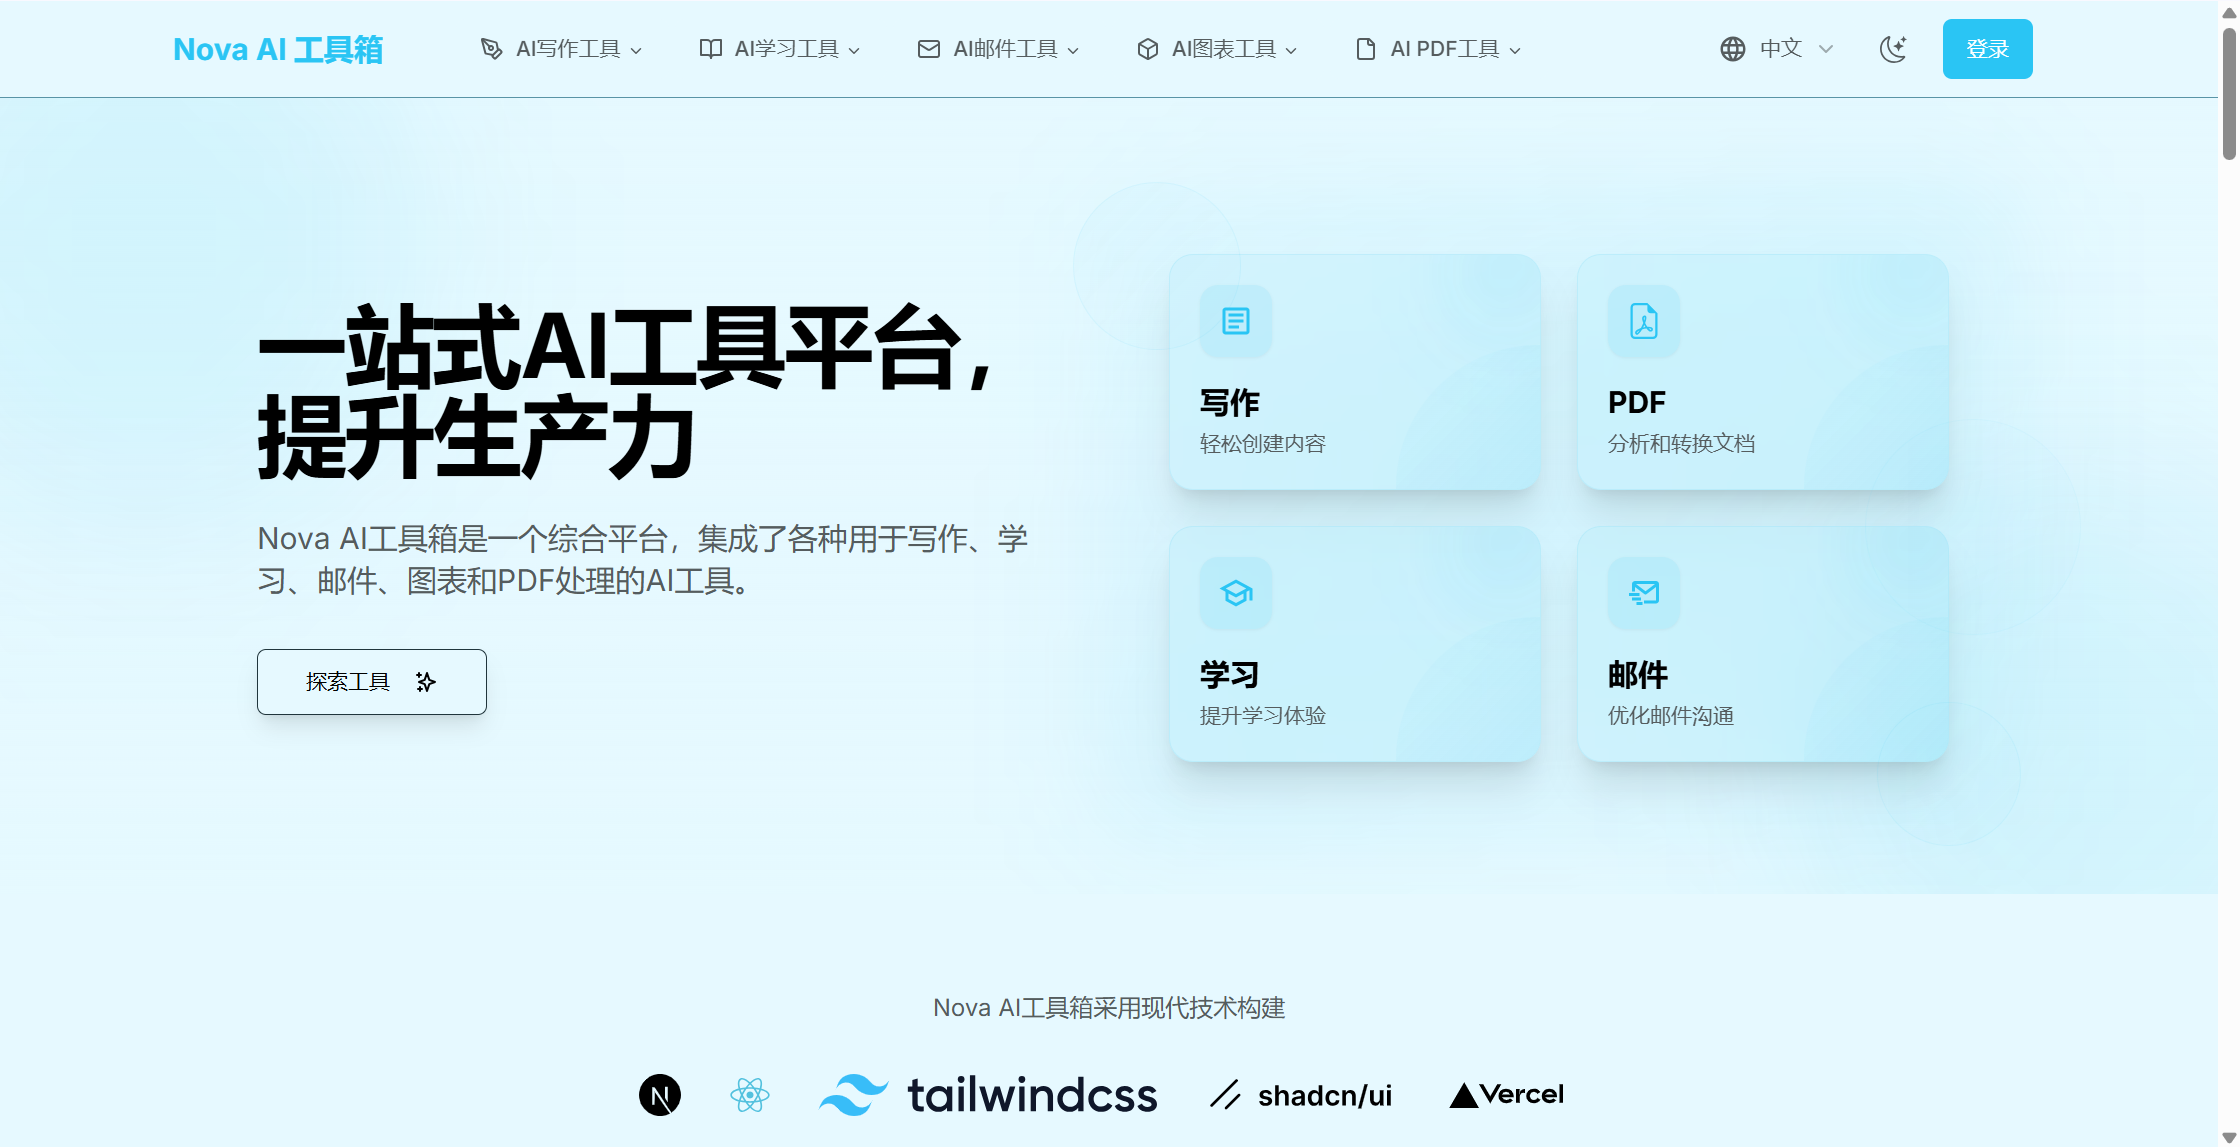 Nova AI 工具箱
AI写作工具
AI学习工具
AI邮件工具
AI图表工具
AI PDF工具
中文
登录
一站式AI工具平台，
提升生产力
Nova AI工具箱是一个综合平台，集成了各种用于写作、学
习、邮件、图表和PDF处理的AI工具。
探索工具
写作
轻松创建内容
PDF
分析和转换文档
学习
提升学习体验
邮件
优化邮件沟通
Nova AI工具箱采用现代技术构建
N
tailwindcss
shadcn/ui
Vercel